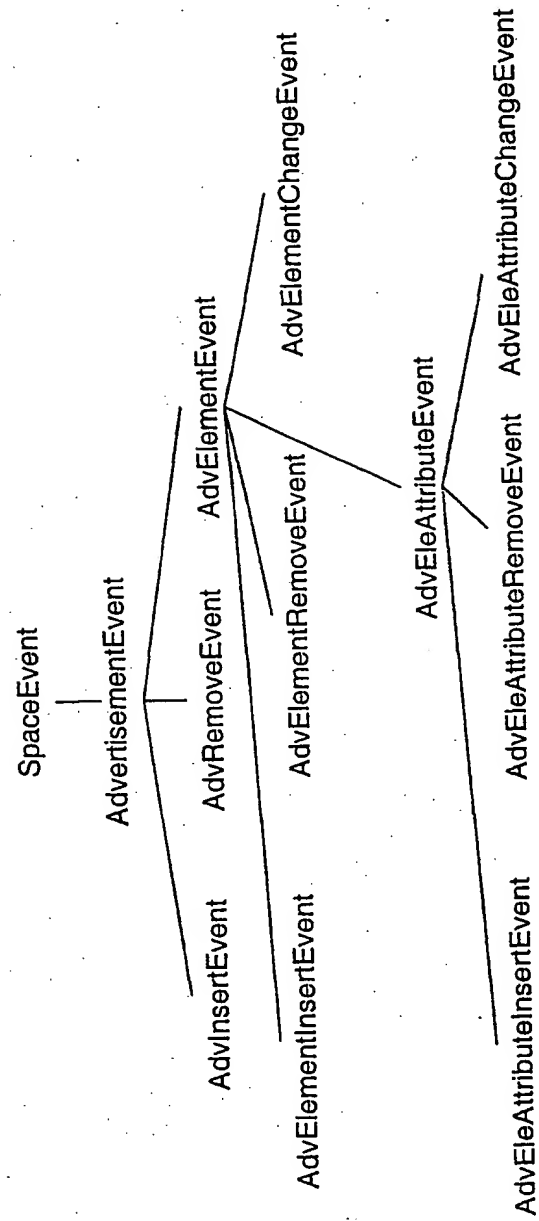 SpaceEvent
AdvertisementEvent
AdvInsertEvent
AdvRemoveEvent
AdvElementEvent
AdvElementInsertEvent
AdvElementRemoveEvent
AdvElementChangeEvent
AdvEleAttributeEvent
AdvEleAttributeInsertEvent
AdvEleAttributeRemoveEvent
AdvEleAttributeChangeEvent